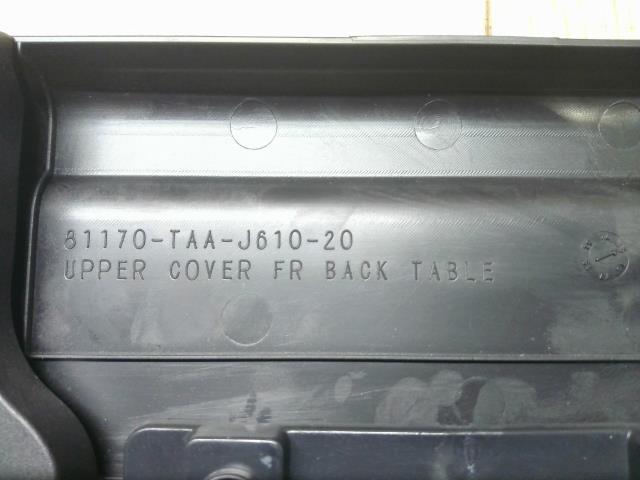 81170-TAA-J610-20
UPPER COVER FR BACK TABLE